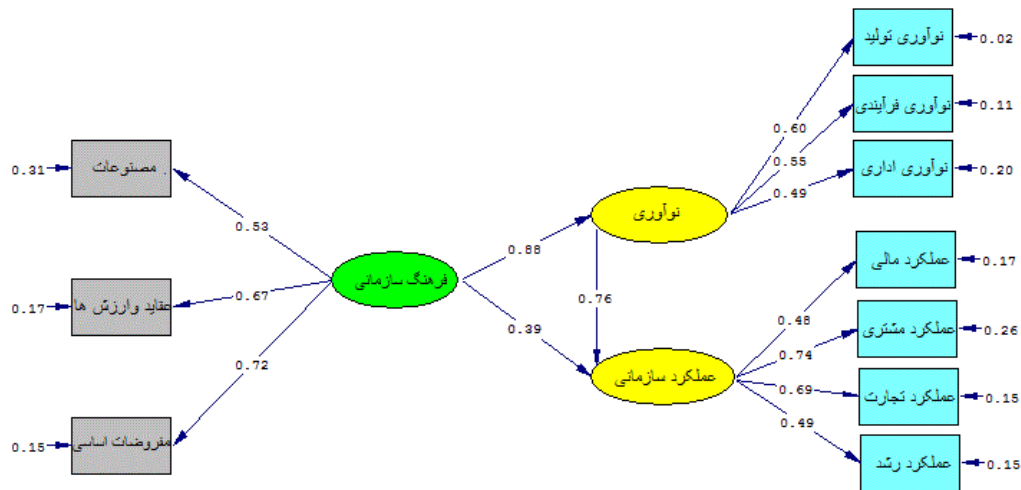 نوآوری تولید
0.02
0.60
نوآوری فرآیندی
0.11
0.55
نوآوری اداری
0.20
0.49
. مصنوعات
0.31
0.53
نوآوری
0.88
عملکرد مالی
0.17
0.48
فرهنگ سازمانی
عقاید وارزش ها
0.17
0.67
0.76
0.39
عملکرد مشتری
0.26
0.74
عملکرد سازمانی
0.72
عملکرد تجارت
0.15
0.69
مفروضات اساسی
0.15
0.49
عملکرد رشد
0.15